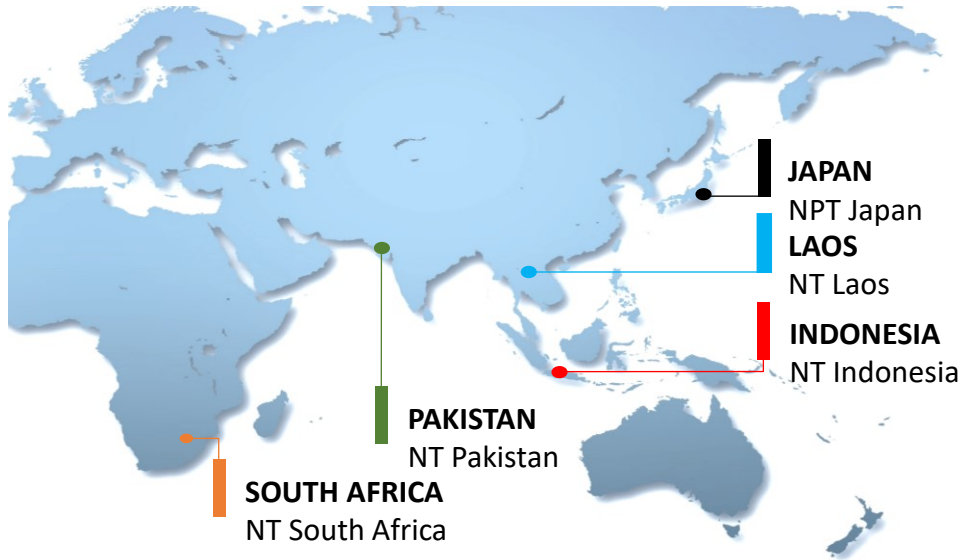 JAPAN
NPT Japan
LAOS
NT Laos
INDONESIA
NT Indonesia
PAKISTAN
NT Pakistan
SOUTH AFRICA
NT South Africa